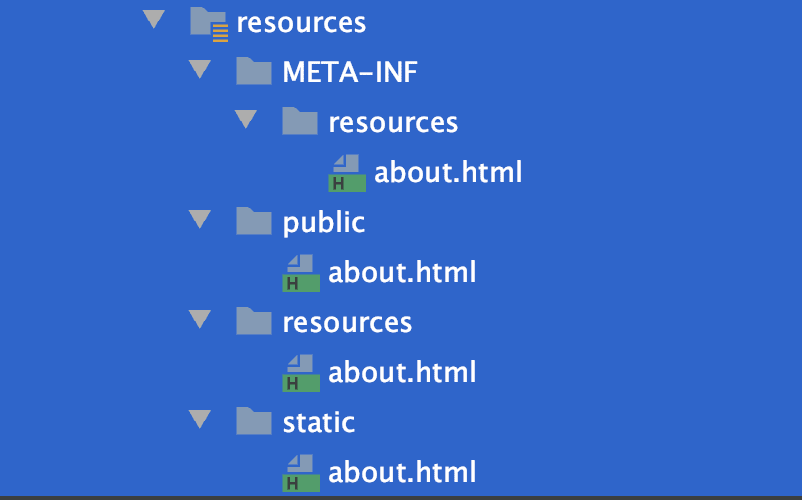 resources
META-INF
resources
H about.html
public
H about.html
resources
H about.html
static
H about.html